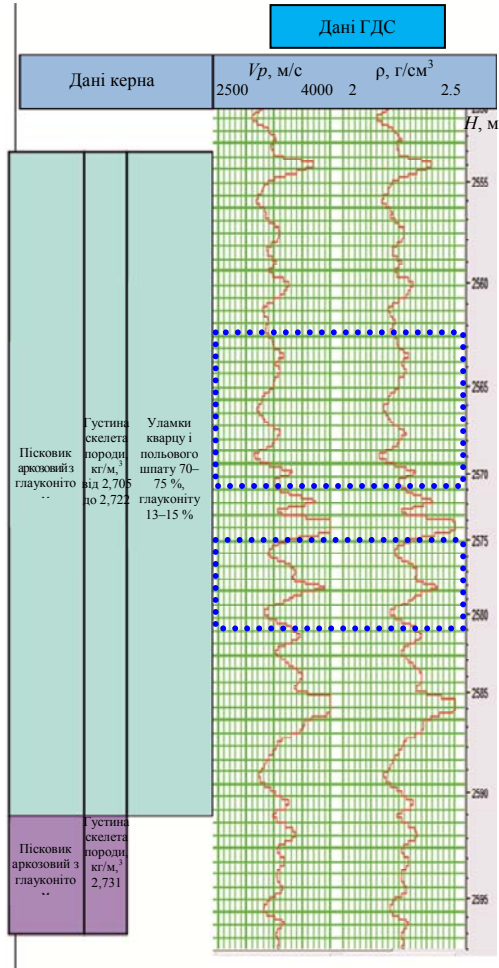 Дані ГДС
Дані керна
Vp, м/с
ρ, г/см³
2500
4000
2
2.5
H, м
2555
2560
2565
2570
2575
2580
2585
2590
2595
Пісковик
аркозовий з
глауконіто
Густина
скелета
породи,
кг/м,³
від 2,705
до 2,722
Уламки
кварцу і
польового
шпату 70–
75 %,
глауконіту
13–15 %
Пісковик
аркозовий з
глауконіто
Густина
скелета
породи,
кг/м,³
2,731